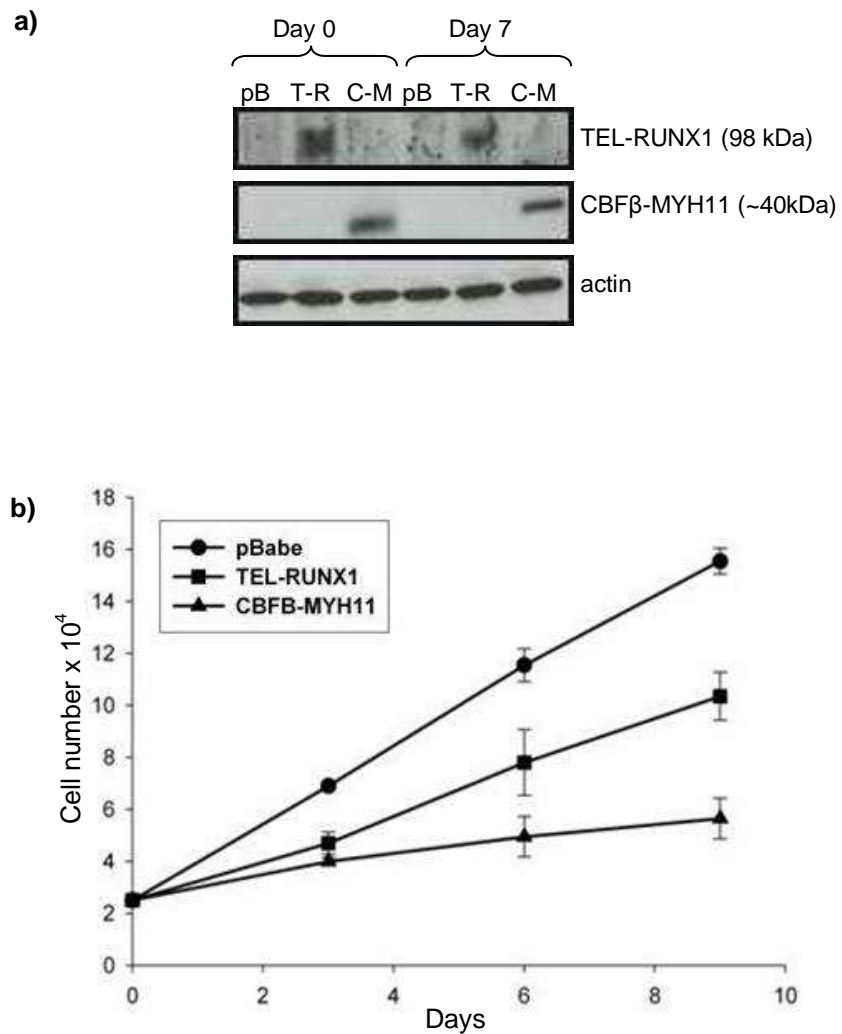 a)
Day 0 Day 7
pB T-R C-M pB T-R C-M
TEL-RUNX1 (98 kDa)
CBFβ-MYH11 (~40kDa)
actin
b)
18
16
14
12
10
8
6
4
2
0
Cell number x 10⁴
pBabe
TEL-RUNX1
CBFB-MYH11
0 2 4 6 8 10
Days